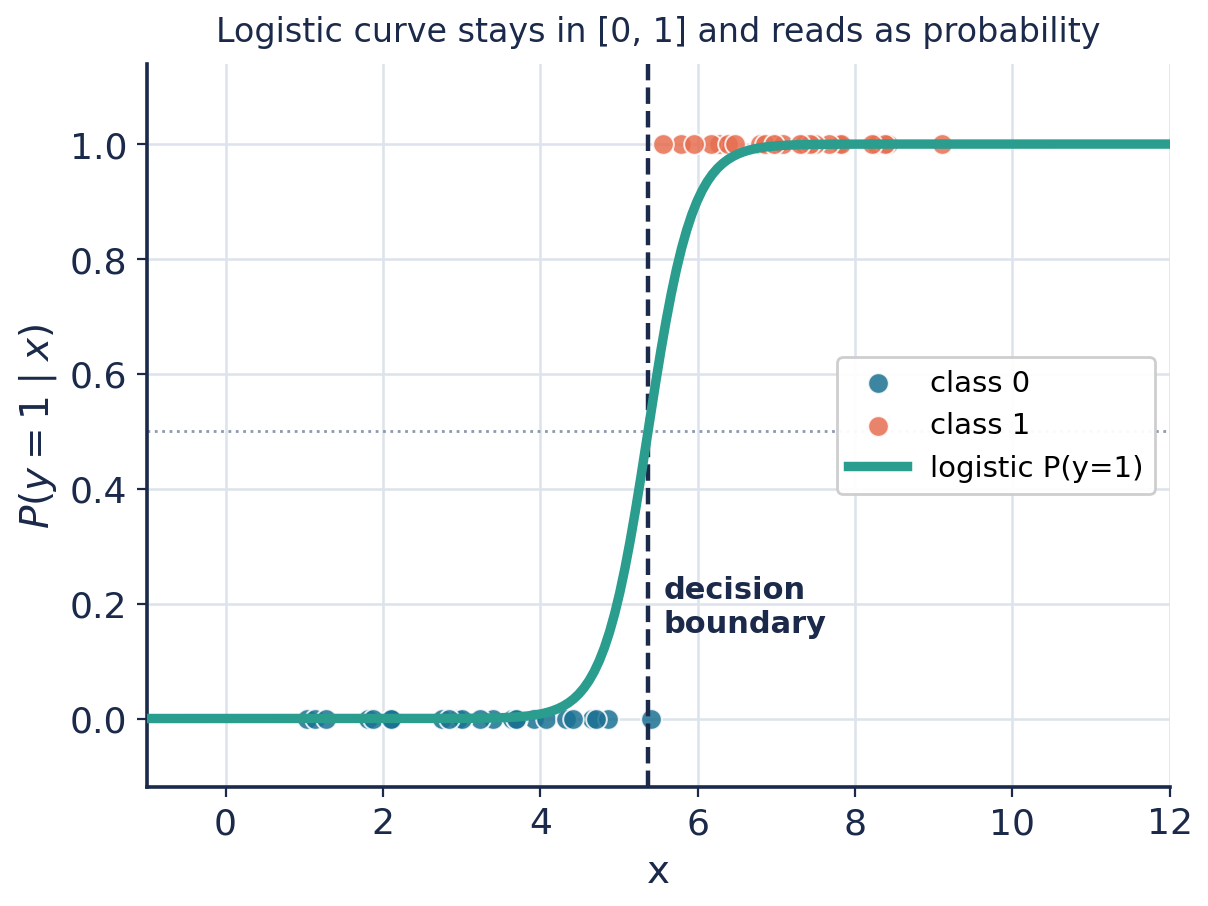 Logistic curve stays in [0, 1] and reads as probability
1.0
0.8
0.6
0.4
0.2
0.0
P(y = 1 | x)
class 0
class 1
logistic P(y=1)
decision
boundary
0 2 4 6 8 10 12
x